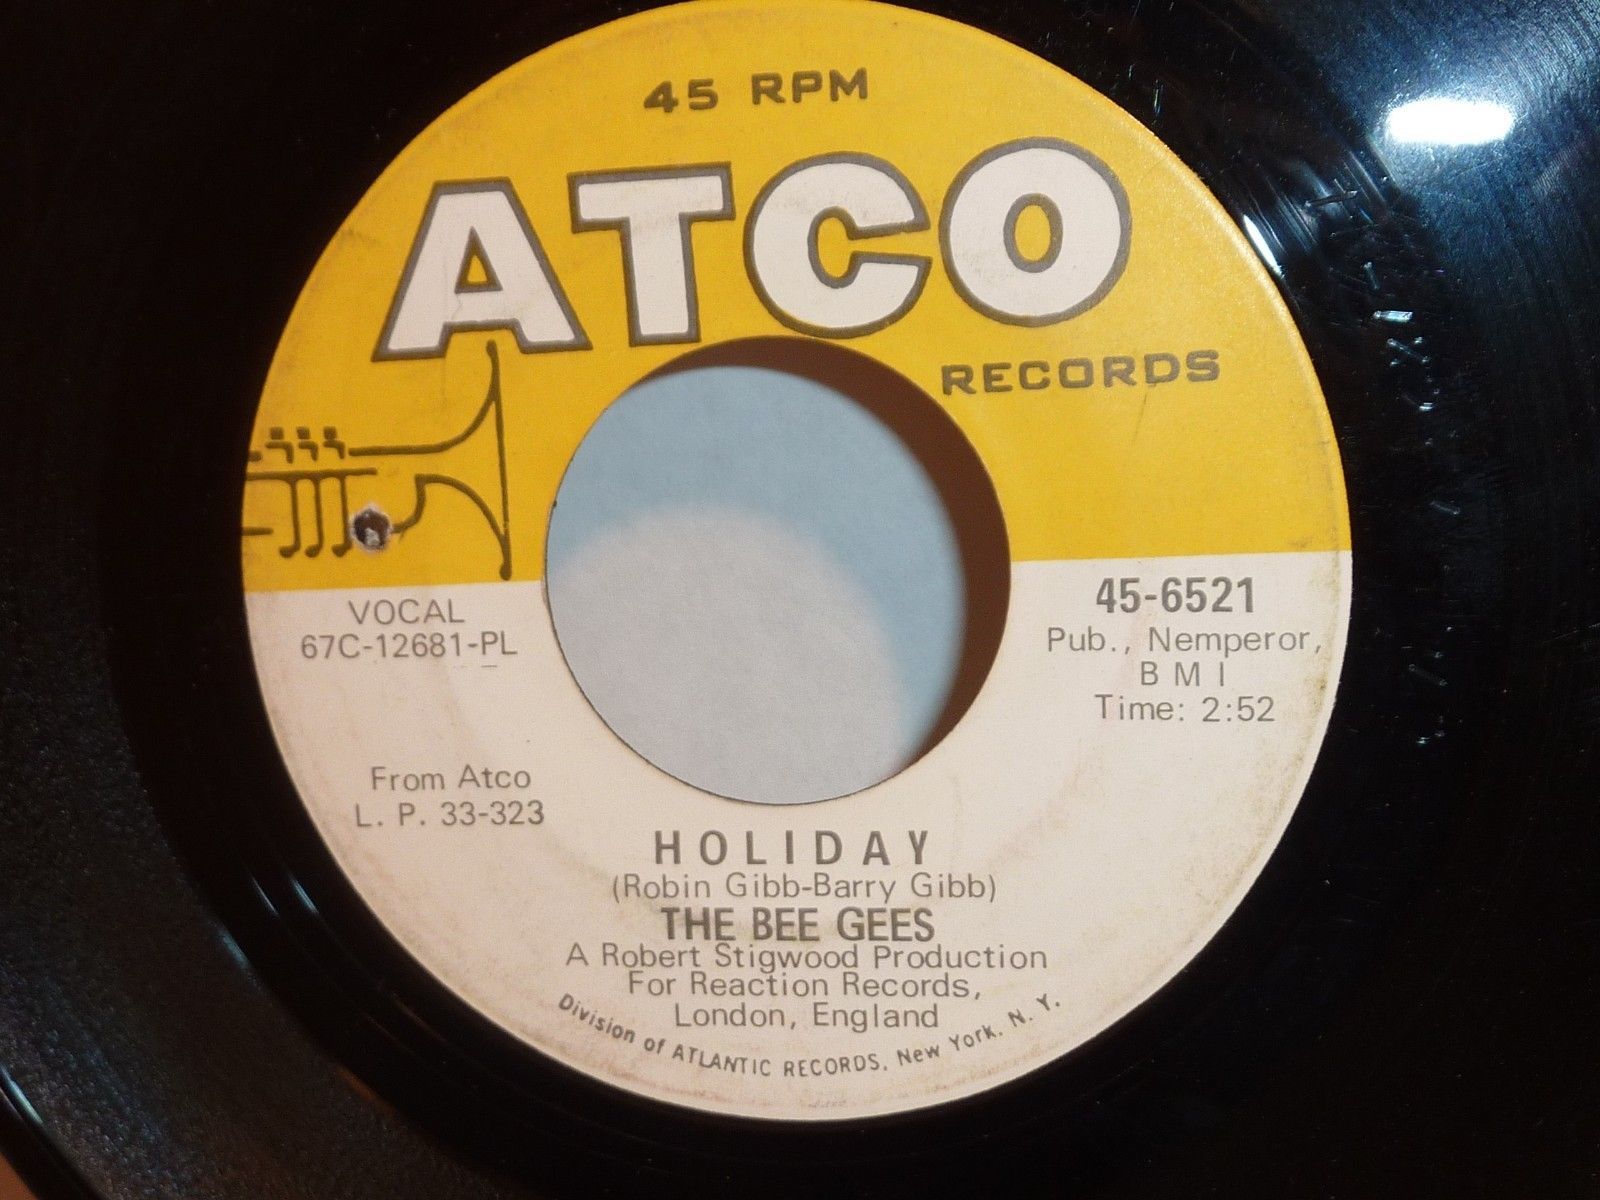 45 RPM
ATCO
RECORDS
VOCAL
67C-12681-PL
45-6521
Pub., Nemperor,
B M I
Time: 2:52
From Atco
L. P. 33-323
HOLIDAY
(Robin Gibb-Barry Gibb)
THE BEE GEES
A Robert Stigwood Production
For Reaction Records,
London, England
Division of ATLANTIC RECORDS, New York, N. Y.